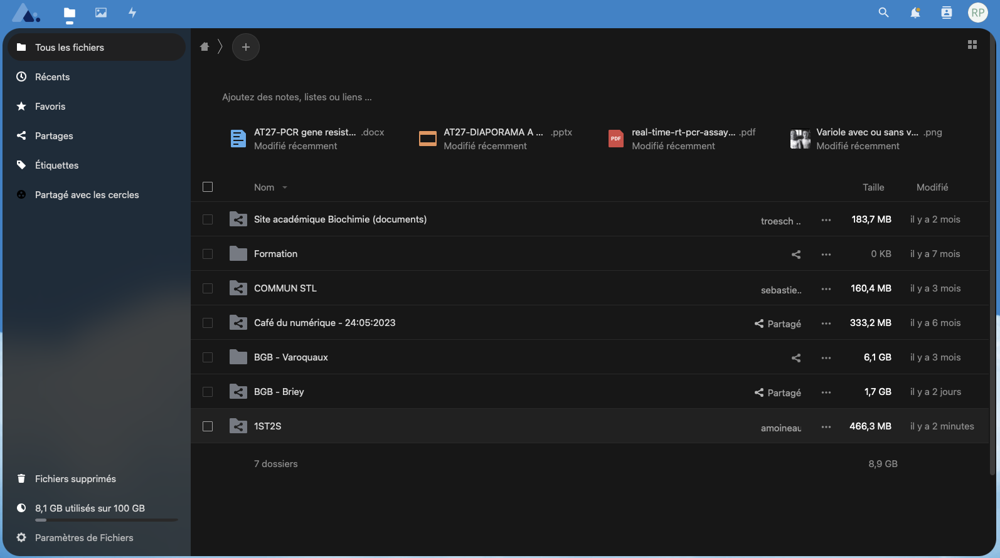 RP
Tous les fichiers
Récents
Favoris
Partages
Étiquettes
Partagé avec les cercles
Fichiers supprimés
8,1 GB utilisés sur 100 GB
Paramètres de Fichiers
Ajoutez des notes, listes ou liens ...
AT27-PCR gene resist... .docx
Modifié récemment
AT27-DIAPORAMA A ... .pptx
Modifié récemment
PDF
real-time-rt-pcr-assay... .pdf
Modifié récemment
Variole avec ou sans v... .png
Modifié récemment
Nom Taille Modifié
Site académique Biochimie (documents) troesch .. 183,7 MB il y a 2 mois
Formation 0 KB il y a 7 mois
COMMUN STL sebastie.. 160,4 MB il y a 3 mois
Café du numérique - 24:05:2023 Partagé 333,2 MB il y a 6 mois
BGB - Varoquaux 6,1 GB il y a 3 mois
BGB - Briey Partagé 1,7 GB il y a 2 jours
1ST2S amoineau 466,3 MB il y a 2 minutes
7 dossiers 8,9 GB